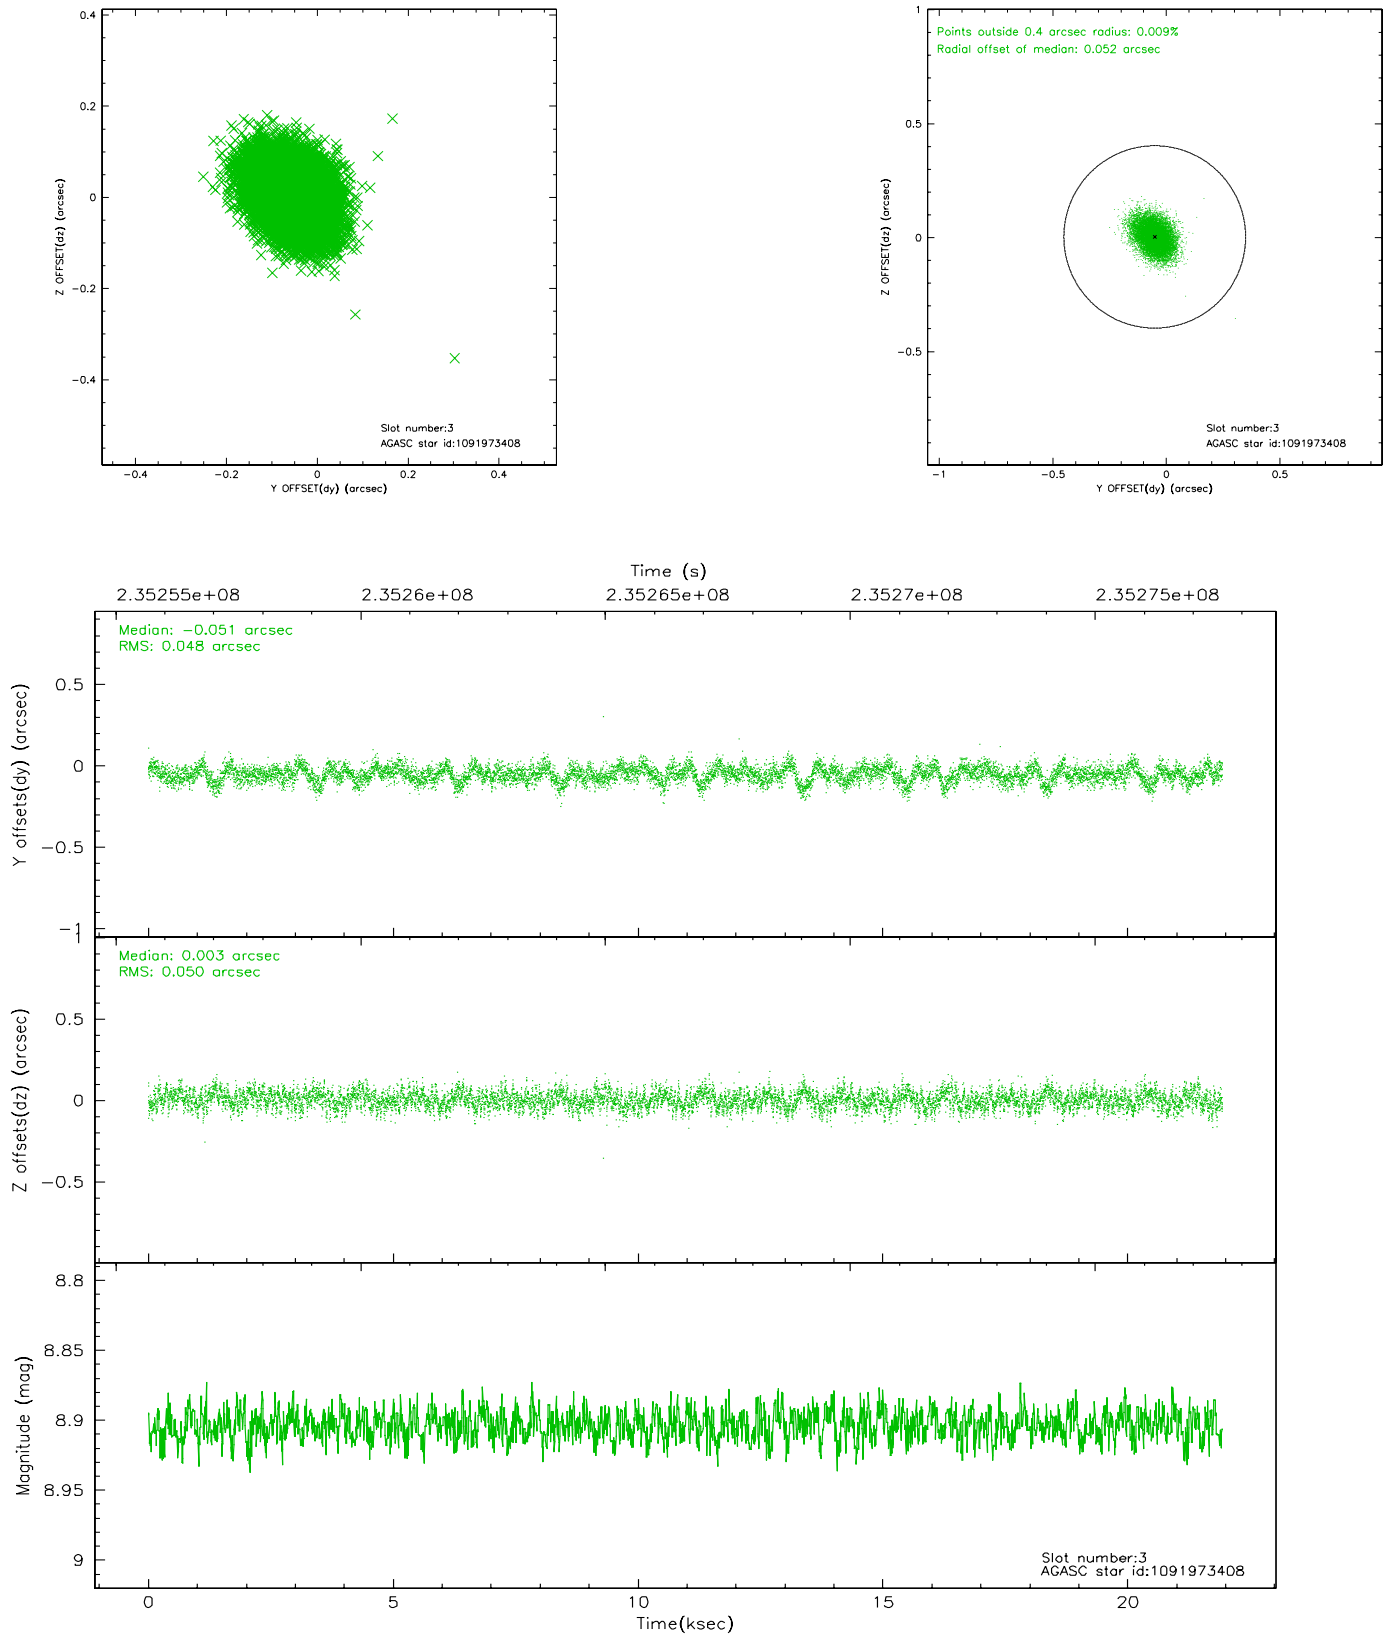 0.4
0.2
0
−0.2
−0.4
Z OFFSET(dz) (arcsec)
Slot number:3
AGASC star id:1091973408
−0.4 −0.2 0 0.2 0.4
Y OFFSET(dy) (arcsec)
1
0.5
0
−0.5
Z OFFSET(dz) (arcsec)
Points outside 0.4 arcsec radius: 0.009%
Radial offset of median: 0.052 arcsec
Slot number:3
AGASC star id:1091973408
−1 −0.5 0 0.5
Y OFFSET(dy) (arcsec)
Time (s)
2.35255e+08 2.3526e+08 2.35265e+08 2.3527e+08 2.35275e+08
Median: −0.051 arcsec
RMS: 0.048 arcsec
0.5
0
−0.5
−1
Y offsets(dy) (arcsec)
Median: 0.003 arcsec
RMS: 0.050 arcsec
1
0.5
0
−0.5
Z offsets(dz) (arcsec)
8.8
8.85
8.9
8.95
9
Magnitude (mag)
Slot number:3
AGASC star id:1091973408
0 5 10 15 20
Time(ksec)